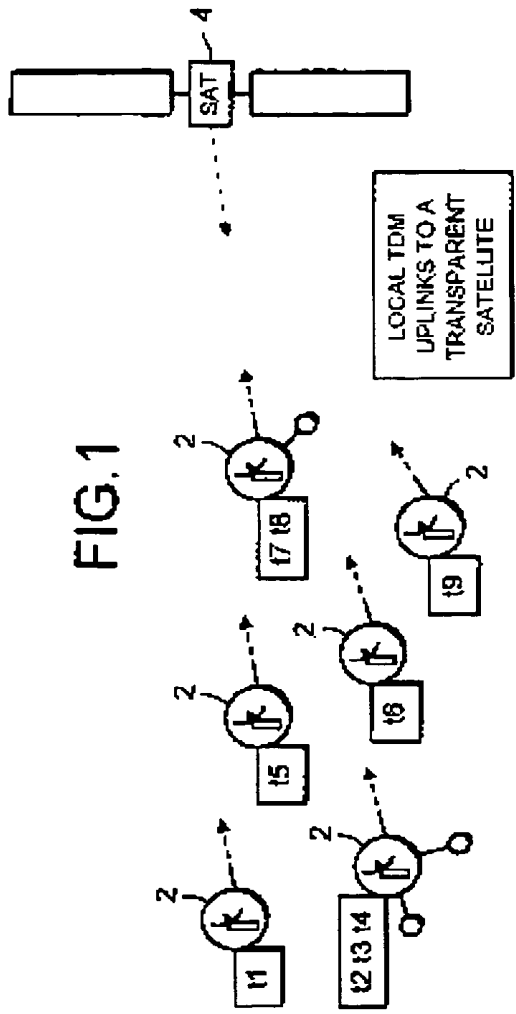 FIG.1
2
2
2
4
SAT
t1
t5
t7 t8
2
2
2
t2 t3 t4
t6
t9
LOCAL TDM
UPLINKS TO A
TRANSPARENT
SATELLITE